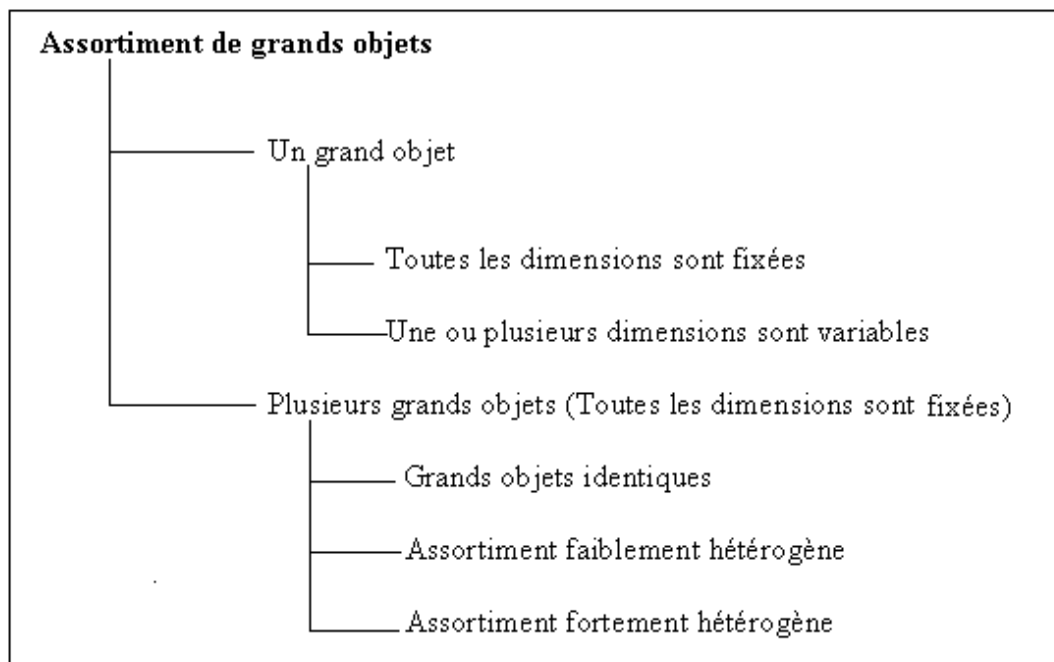 Assortiment de grands objets
Un grand objet
Toutes les dimensions sont fixées
Une ou plusieurs dimensions sont variables
Plusieurs grands objets (Toutes les dimensions sont fixées)
Grands objets identiques
Assortiment faiblement hétérogène
Assortiment fortement hétérogène